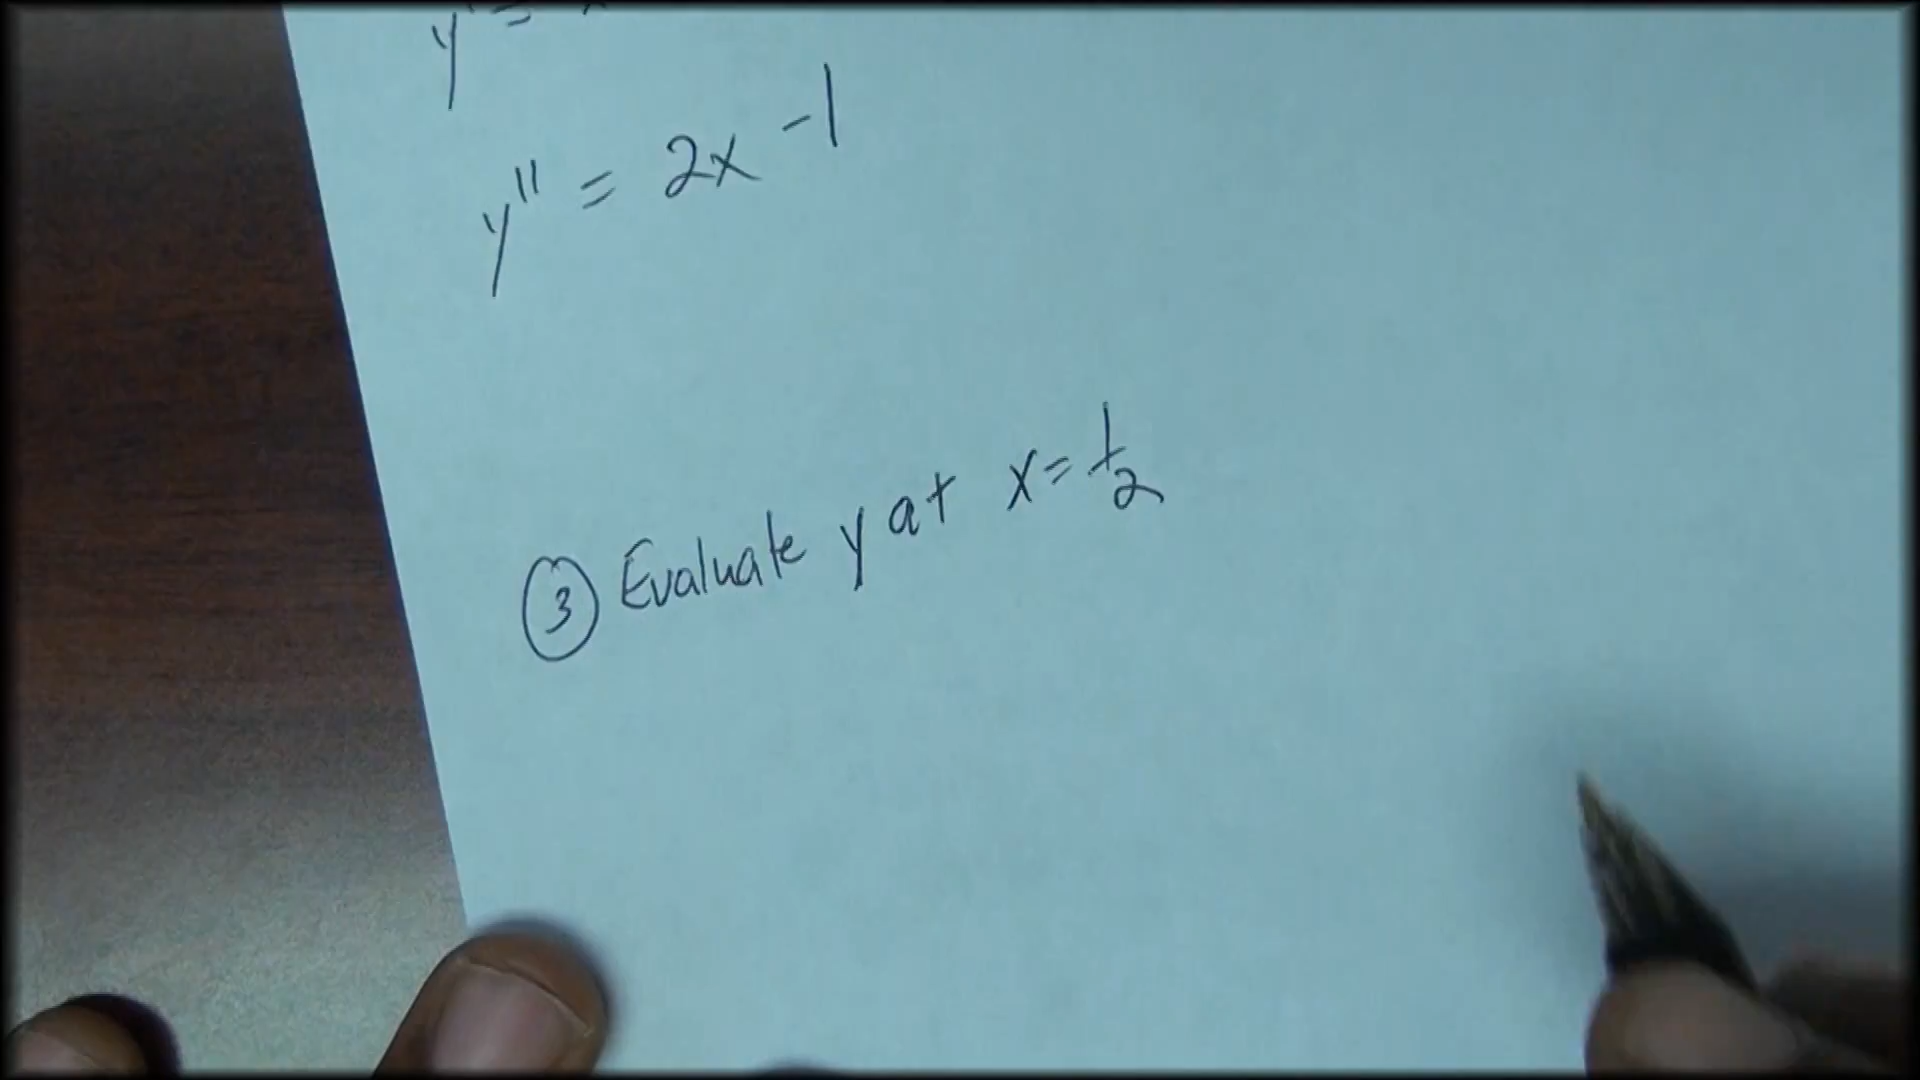 y' =
y'' = 2x - 1
③ Evaluate y at x = 1/2